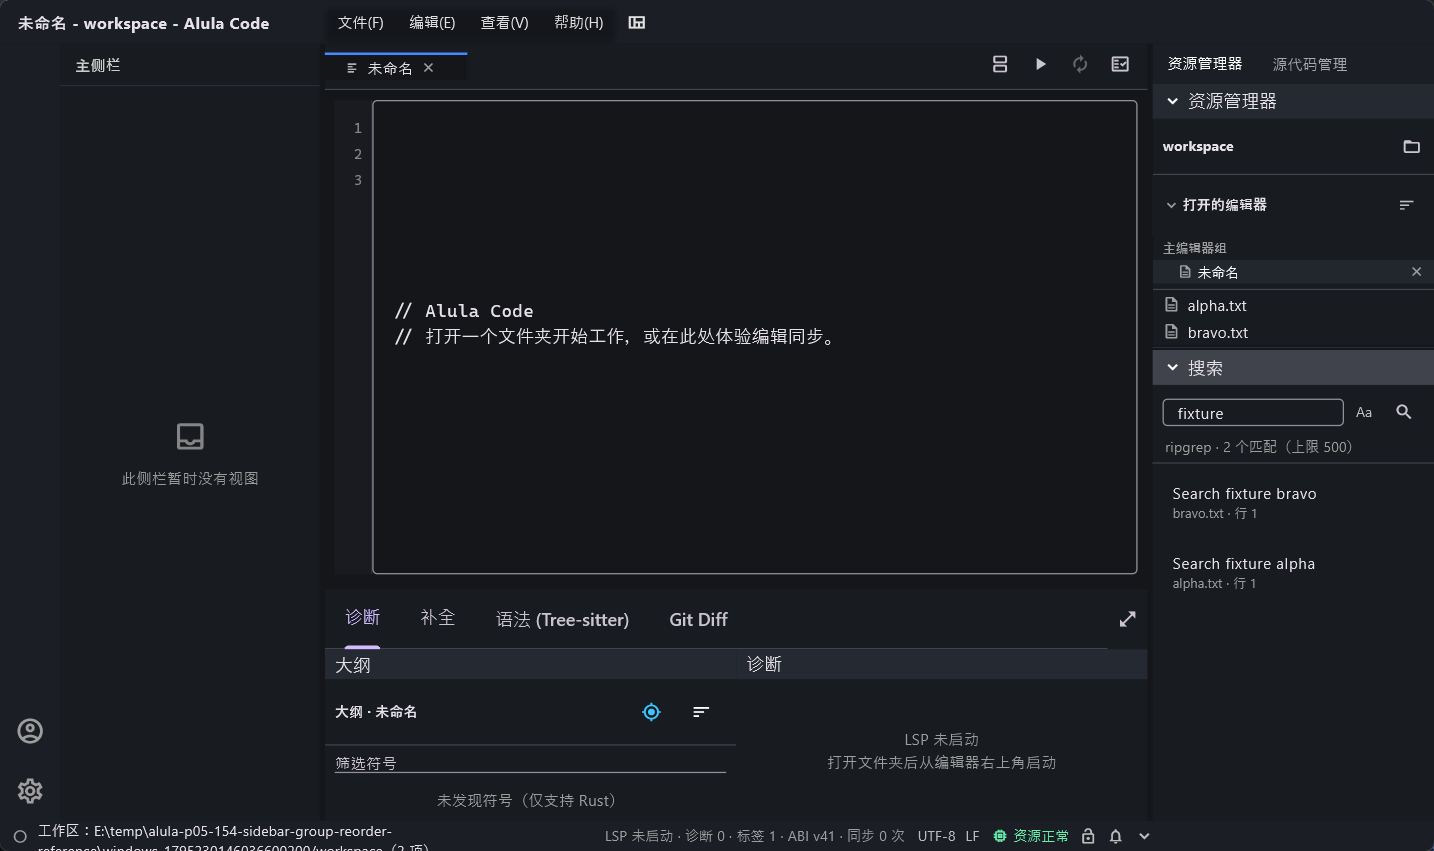 未命名 - workspace - Alula Code
文件(F) 编辑(E) 查看(V) 帮助(H)
主侧栏
未命名
资源管理器 源代码管理
资源管理器
workspace
打开的编辑器
主编辑器组
未命名
alpha.txt
bravo.txt
搜索
fixture Aa
ripgrep · 2 个匹配（上限 500）
Search fixture bravo
bravo.txt · 行 1
Search fixture alpha
alpha.txt · 行 1
1
2
3
// Alula Code
// 打开一个文件夹开始工作, 或在此处体验编辑同步。
此侧栏暂时没有视图
诊断 补全 语法 (Tree-sitter) Git Diff
大纲
诊断
大纲 · 未命名
筛选符号
未发现符号（仅支持 Rust）
LSP 未启动
打开文件夹后从编辑器右上角启动
工作区：E:\temp\alula-p05-154-sidebar-group-reorder-
reference\windows-1795230146036600200/workspace（2 项）
LSP 未启动 · 诊断 0 · 标签 1 · ABI v41 · 同步 0 次 UTF-8 LF 资源正常